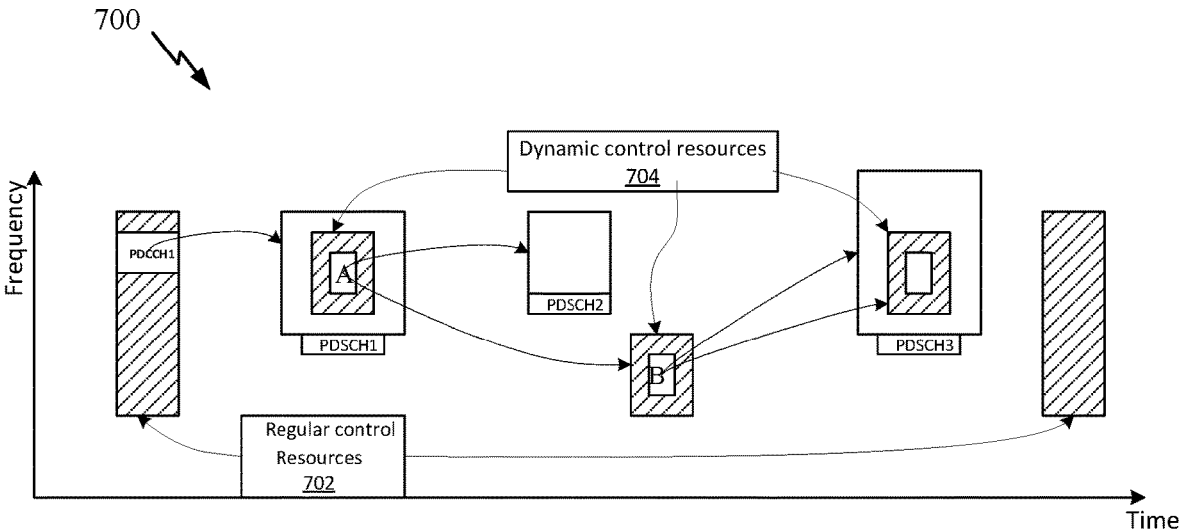 700
Dynamic control resources
704
Frequency
PDCCH1
A
PDSCH2
PDSCH1
B
PDSCH3
Regular control
Resources
702
Time